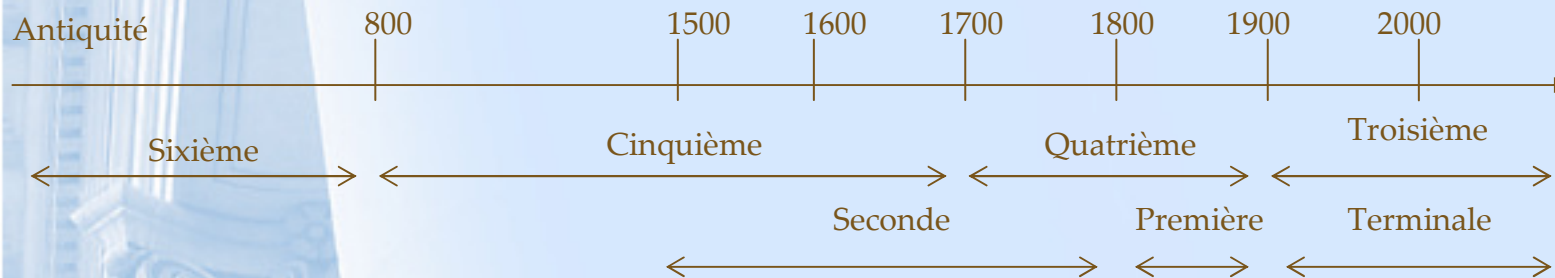 Antiquité 800 1500 1600 1700 1800 1900 2000
Sixième Cinquième Quatrième Troisième
Seconde Première Terminale